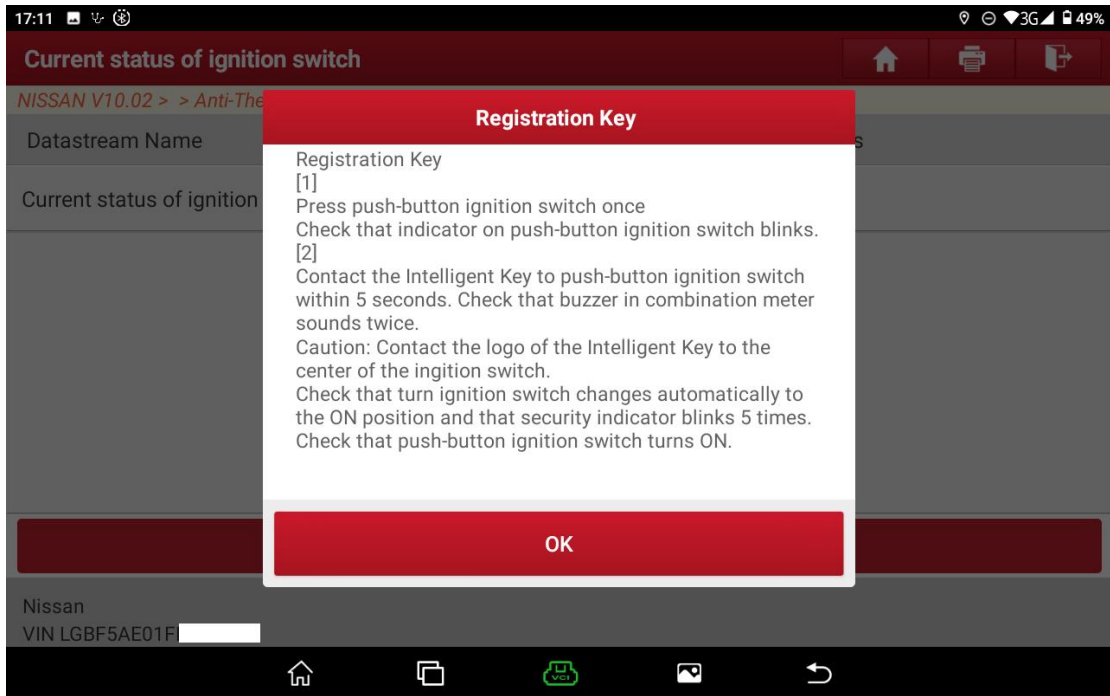 17:11
3G 49%
Current status of ignition switch
NISSAN V10.02 > > Anti-The
Datastream Name
s
Current status of ignition
Registration Key
Registration Key
[1]
Press push-button ignition switch once
Check that indicator on push-button ignition switch blinks.
[2]
Contact the Intelligent Key to push-button ignition switch
within 5 seconds. Check that buzzer in combination meter
sounds twice.
Caution: Contact the logo of the Intelligent Key to the
center of the ingition switch.
Check that turn ignition switch changes automatically to
the ON position and that security indicator blinks 5 times.
Check that push-button ignition switch turns ON.
OK
Nissan
VIN LGBF5AE01F
VCI